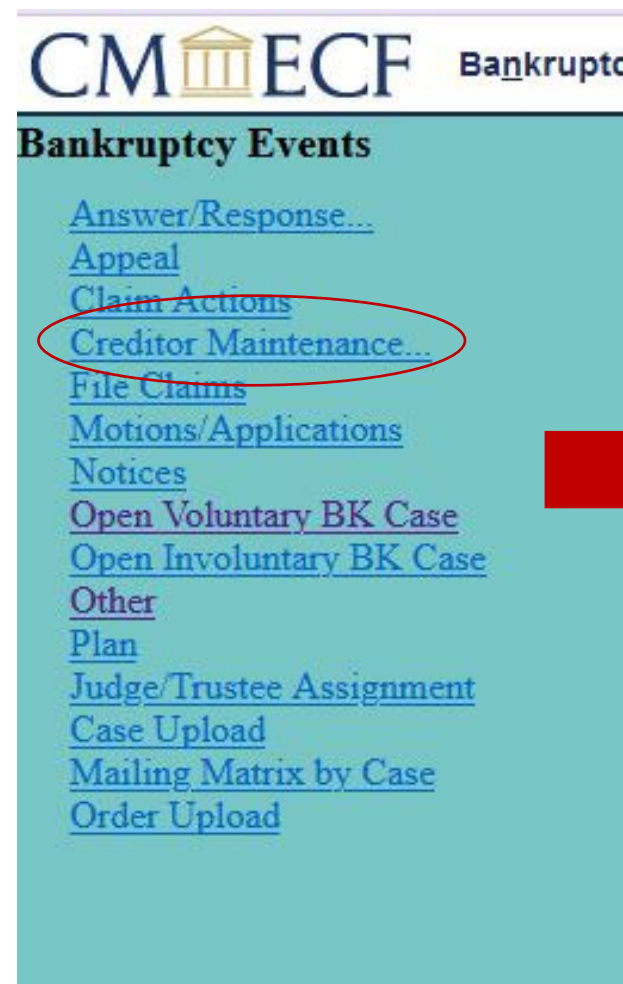 CM ECF Bankruptc
Bankruptcy Events
Answer/Response...
Appeal
Claim Actions
Creditor Maintenance...
File Claims
Motions/Applications
Notices
Open Voluntary BK Case
Open Involuntary BK Case
Other
Plan
Judge/Trustee Assignment
Case Upload
Mailing Matrix by Case
Order Upload